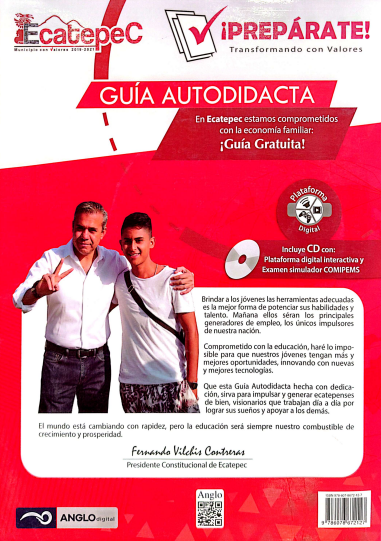 EcatepeC
Municipio con Valores 2019-2021
¡PREPÁRATE!
Transformando con Valores
GUÍA AUTODIDACTA
En Ecatepec estamos comprometidos
con la economía familiar:
¡Guía Gratuita!
Plataforma
Digital
Incluye CD con:
Plataforma digital interactiva y
Examen simulador COMIPEMS
Brindar a los jóvenes las herramientas adecuadas
es la mejor forma de potenciar sus habilidades y
talento. Mañana ellos séran los principales
generadores de empleo, los únicos impulsores
de nuestra nación.
Comprometido con la educación, haré lo impo-
sible para que nuestros jóvenes tengan más y
mejores oportunidades, innovando con nuevas
y mejores tecnologías.
Que esta Guía Autodidacta hecha con dedica-
ción, sirva para impulsar y generar ecatepenses
de bien, visionarios que trabajan día a día por
lograr sus sueños y apoyar a los demás.
El mundo está cambiando con rapidez, pero la educación será siempre nuestro combustible de
crecimiento y prosperidad.
Fernando Vilchis Contreras
Presidente Constitucional de Ecatepec
ANGLOdigital
Anglo
9786078072127